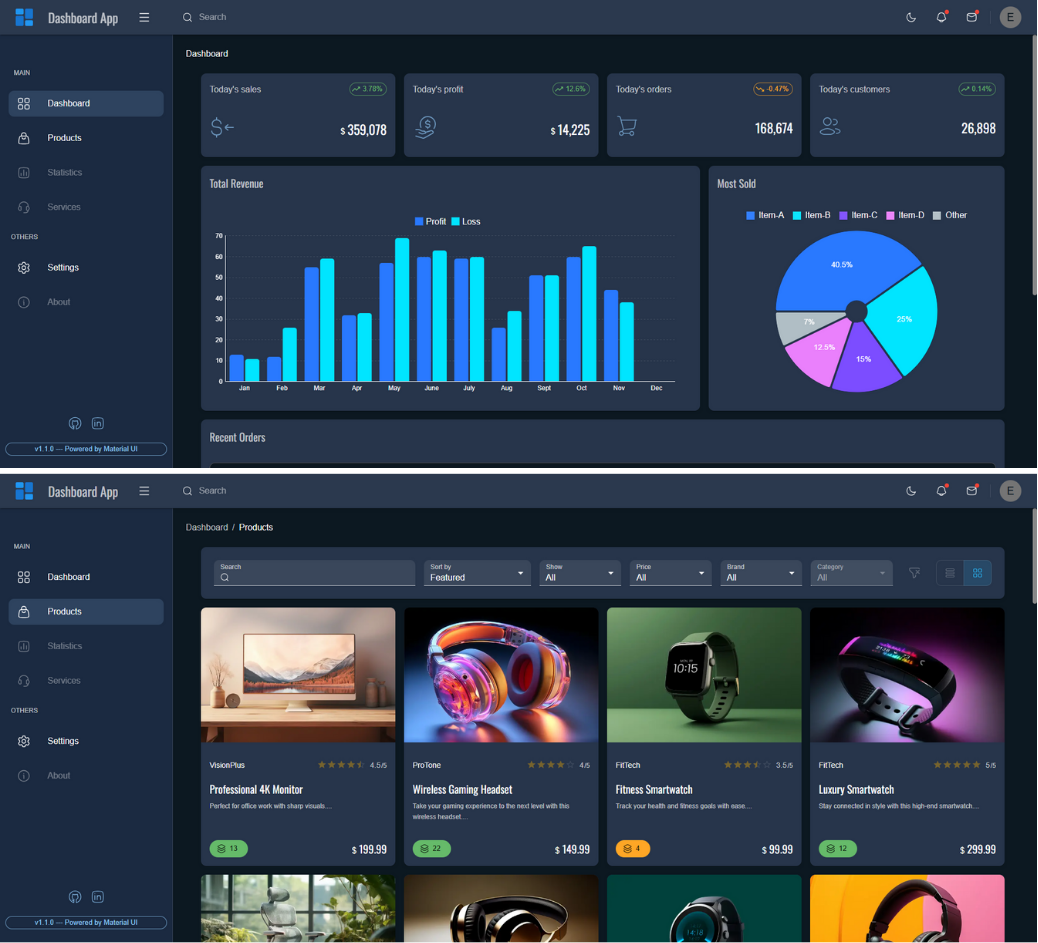 Dashboard App
Search
E
MAIN
Dashboard
Products
Statistics
Services
OTHERS
Settings
About
v1.1.0 — Powered by Material UI
Dashboard
Today's sales
3.78%
$ 359,078
Today's profit
12.6%
$ 14,225
Today's orders
-0.47%
168,674
Today's customers
0.14%
26,898
Total Revenue
Profit Loss
70
60
50
40
30
20
10
0
Jan Feb Mar Apr May June July Aug Sept Oct Nov Dec
Most Sold
Item-A Item-B Item-C Item-D Other
40.5%
25%
15%
12.5%
7%
Recent Orders
Dashboard App
Search
E
MAIN
Dashboard
Products
Statistics
Services
OTHERS
Settings
About
v1.1.0 — Powered by Material UI
Dashboard / Products
Search
Sort by
Featured
Show
All
Price
All
Brand
All
Category
All
VisionPlus 4.5/5
Professional 4K Monitor
Perfect for office work with sharp visuals....
13
$ 199.99
ProTone 4/5
Wireless Gaming Headset
Take your gaming experience to the next level with this
wireless headset....
22
$ 149.99
10:15
FitTech 3.5/5
Fitness Smartwatch
Track your health and fitness goals with ease....
4
$ 99.99
FitTech 5/5
Luxury Smartwatch
Stay connected in style with this high-end smartwatch....
12
$ 299.99
14:18